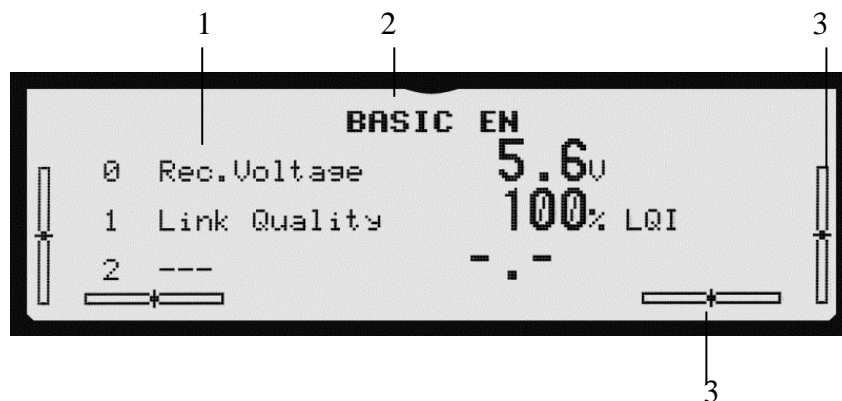 1 2 3
BASIC EN
0 Rec.Voltage 5.6V
1 Link Quality 100% LQI
2 --- -.-
3